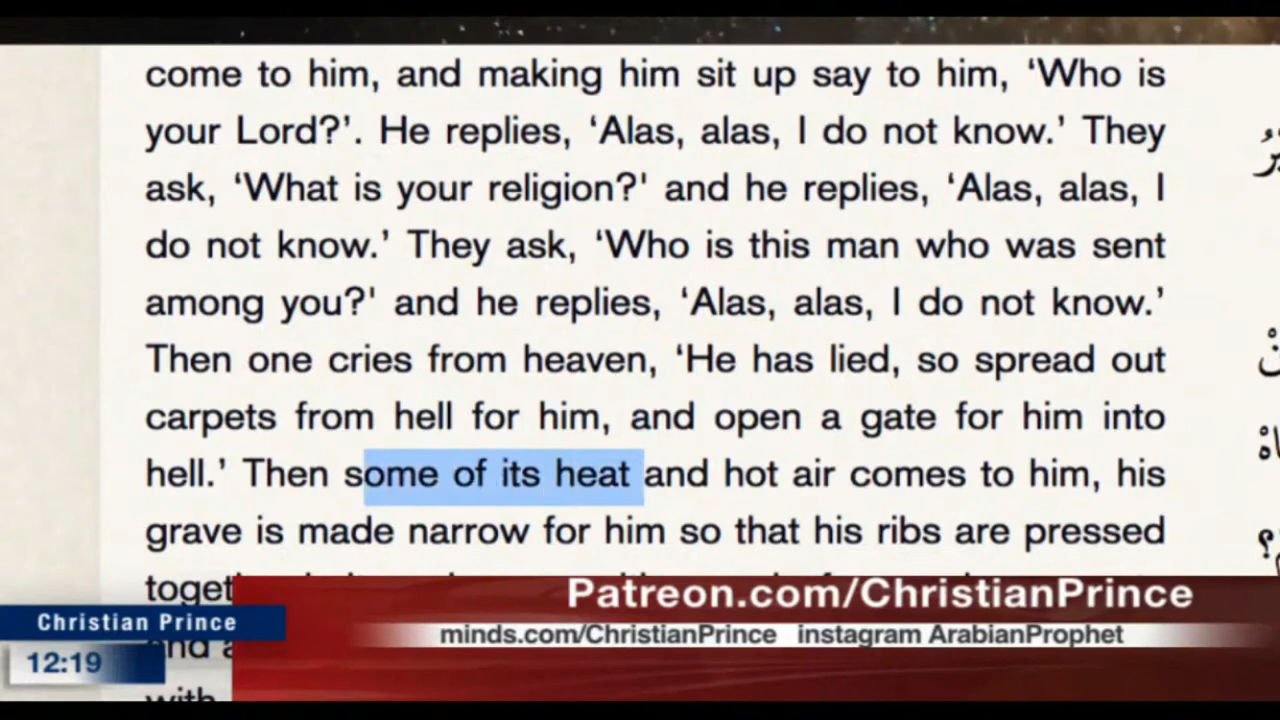 come to him, and making him sit up say to him, ‘Who is
your Lord?’. He replies, ‘Alas, alas, I do not know.’ They
ask, ‘What is your religion?' and he replies, ‘Alas, alas, I
do not know.’ They ask, ‘Who is this man who was sent
among you?' and he replies, ‘Alas, alas, I do not know.’
Then one cries from heaven, ‘He has lied, so spread out
carpets from hell for him, and open a gate for him into
hell.’ Then some of its heat and hot air comes to him, his
grave is made narrow for him so that his ribs are pressed
Patreon.com/ChristianPrince
Christian Prince
minds.com/ChristianPrince instagram ArabianProphet
12:19